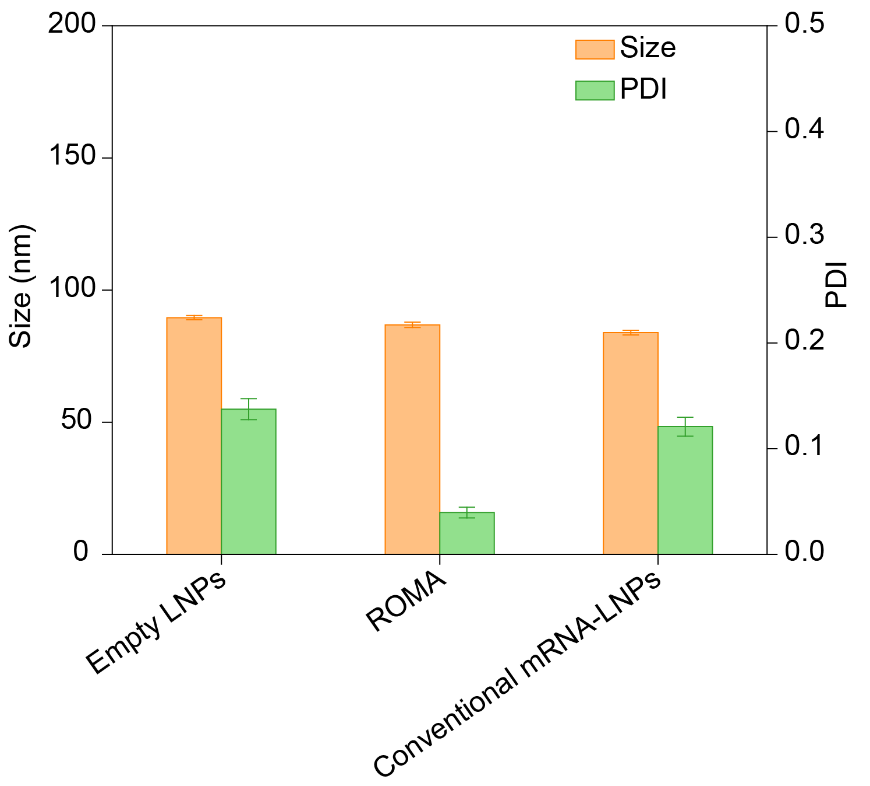 200
150
100
50
0
Size (nm)
Size
PDI
0.5
0.4
0.3
0.2
0.1
0.0
PDI
Empty LNPs
ROMA
Conventional mRNA-LNPs